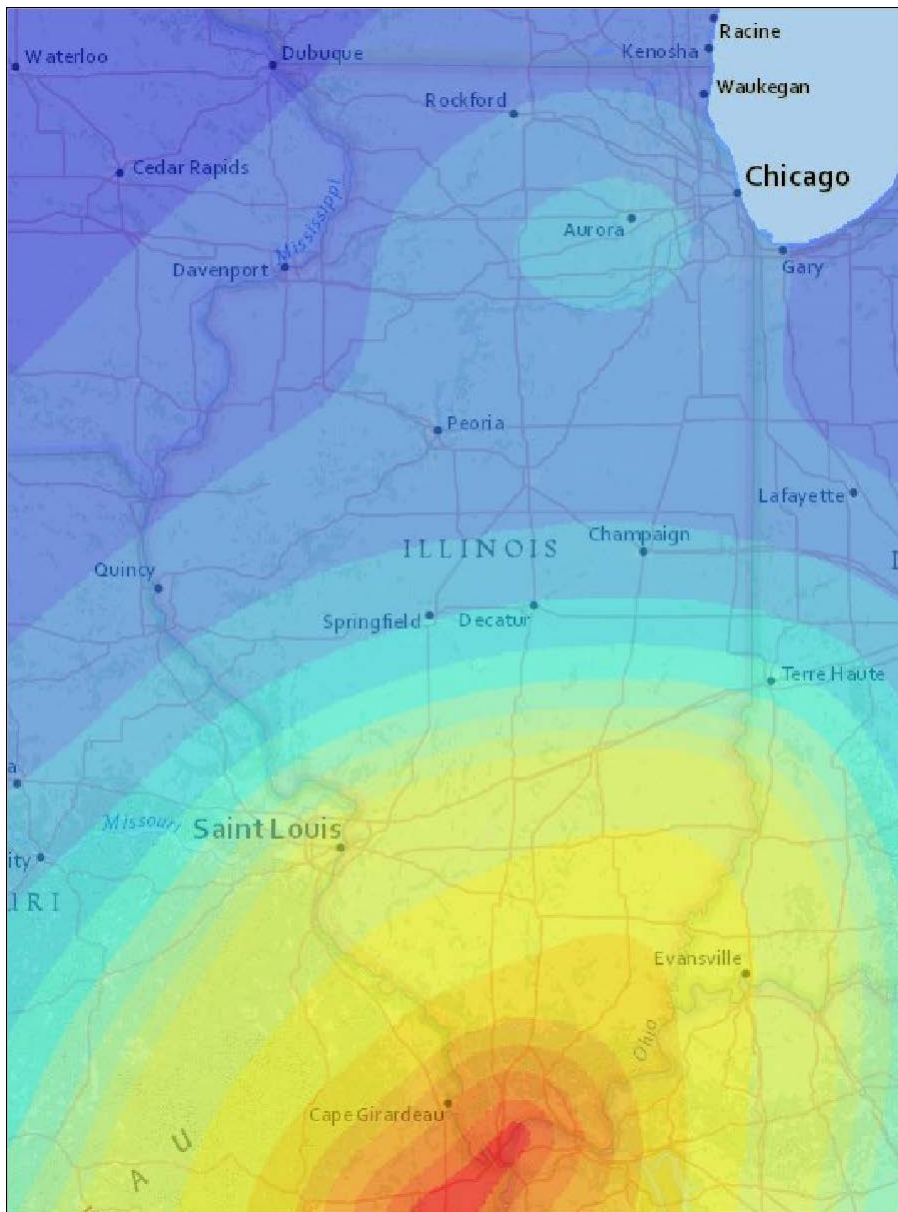 Racine
Waterloo
Dubuque
Kenosha
Waukegan
Rockford
Cedar Rapids
Chicago
Mississippi
Aurora
Davenport
Gary
Peoria
Lafayette
Champaign
ILLINOIS
I
Quincy
Springfield
Decatur
Terre Haute
a
Missouri
Saint Louis
ity
IRI
Evansville
Ohio
Cape Girardeau
A U